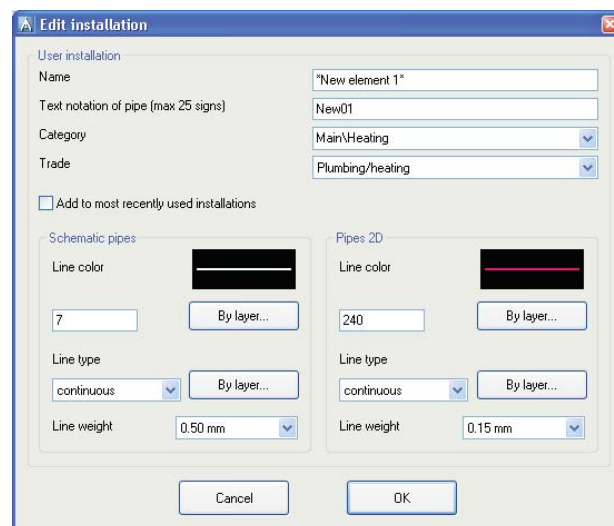 Edit installation
User installation
Name
"New element 1"
Text notation of pipe (max 25 signs)
New01
Category
Main\Heating
Trade
Plumbing/heating
Add to most recently used installations
Schematic pipes
Line color
7
By layer...
Line type
continuous
By layer...
Line weight
0.50 mm
Pipes 2D
Line color
240
By layer...
Line type
continuous
By layer...
Line weight
0.15 mm
Cancel
OK